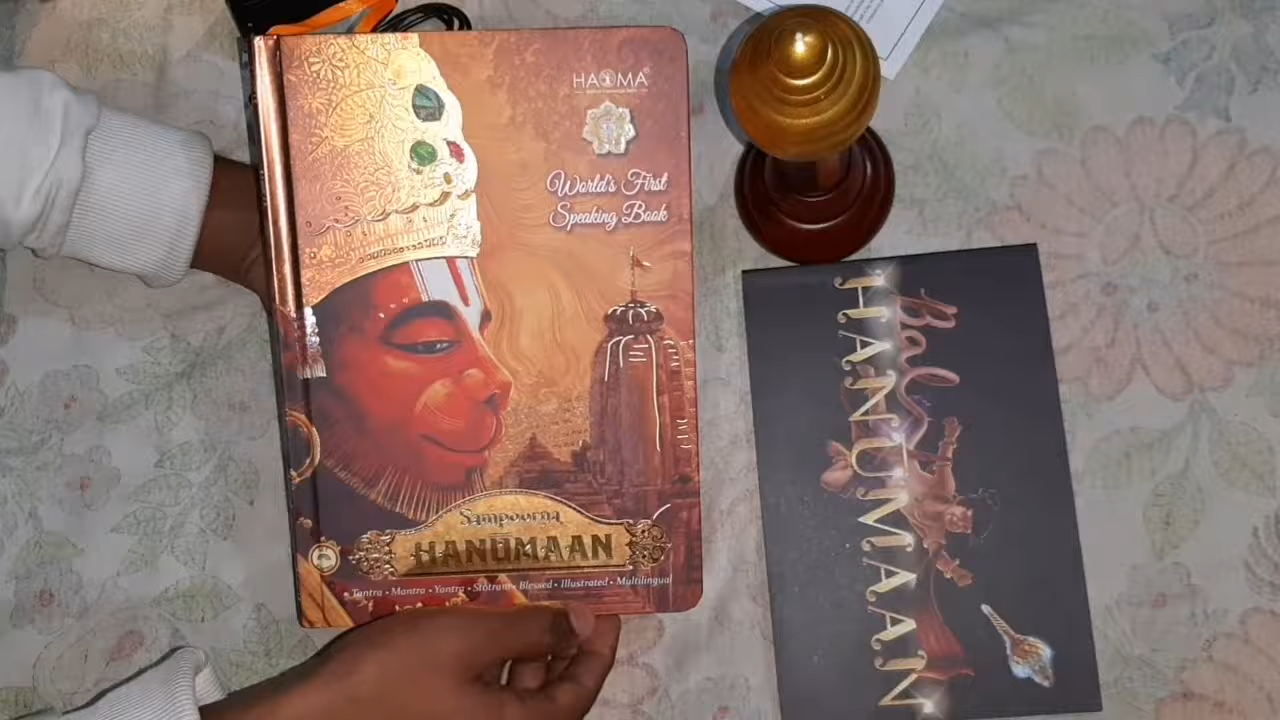 HAOMA
World's First
Speaking Book
Sampoorna
HANUMAAN
Tantra • Mantra • Yantra • Stotram • Blessed • Illustrated • Multilingual
Bal
HANUMAAN